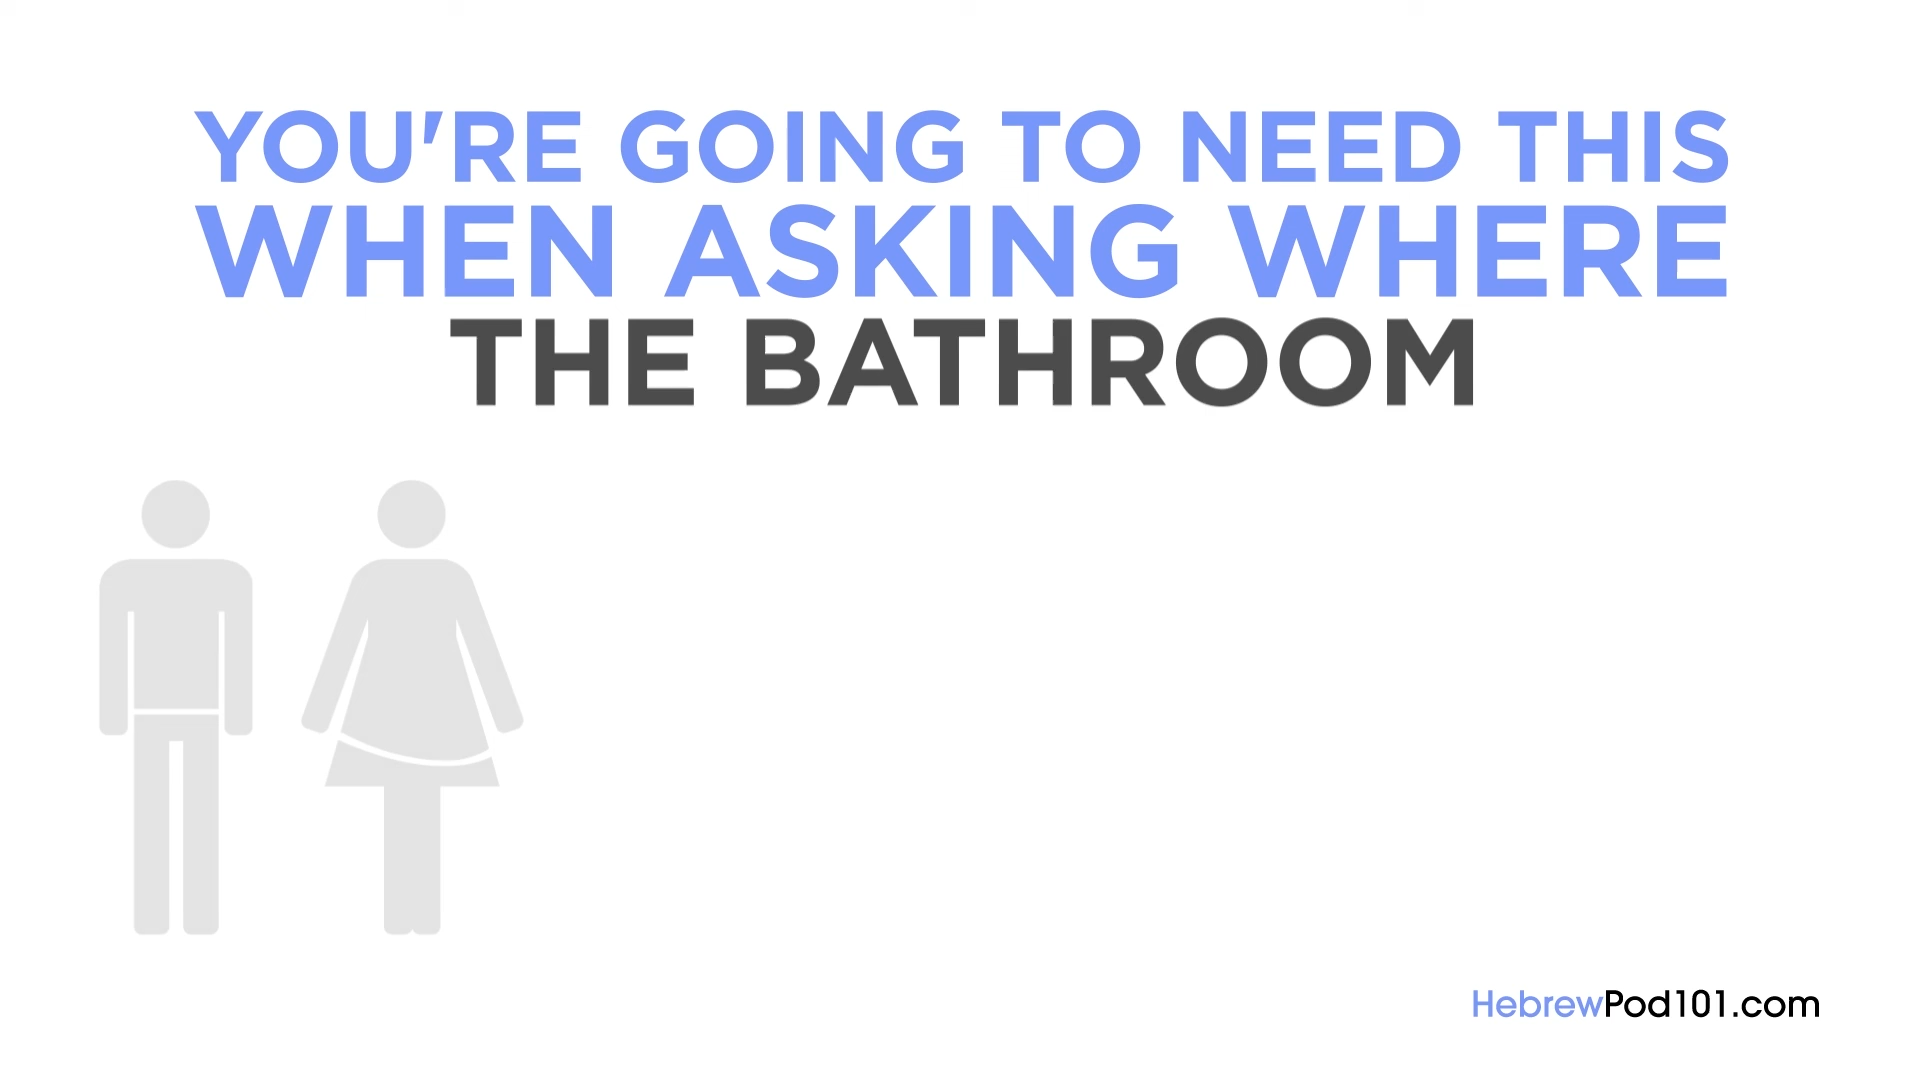 YOU'RE GOING TO NEED THIS
WHEN ASKING WHERE
THE BATHROOM
HebrewPod101.com